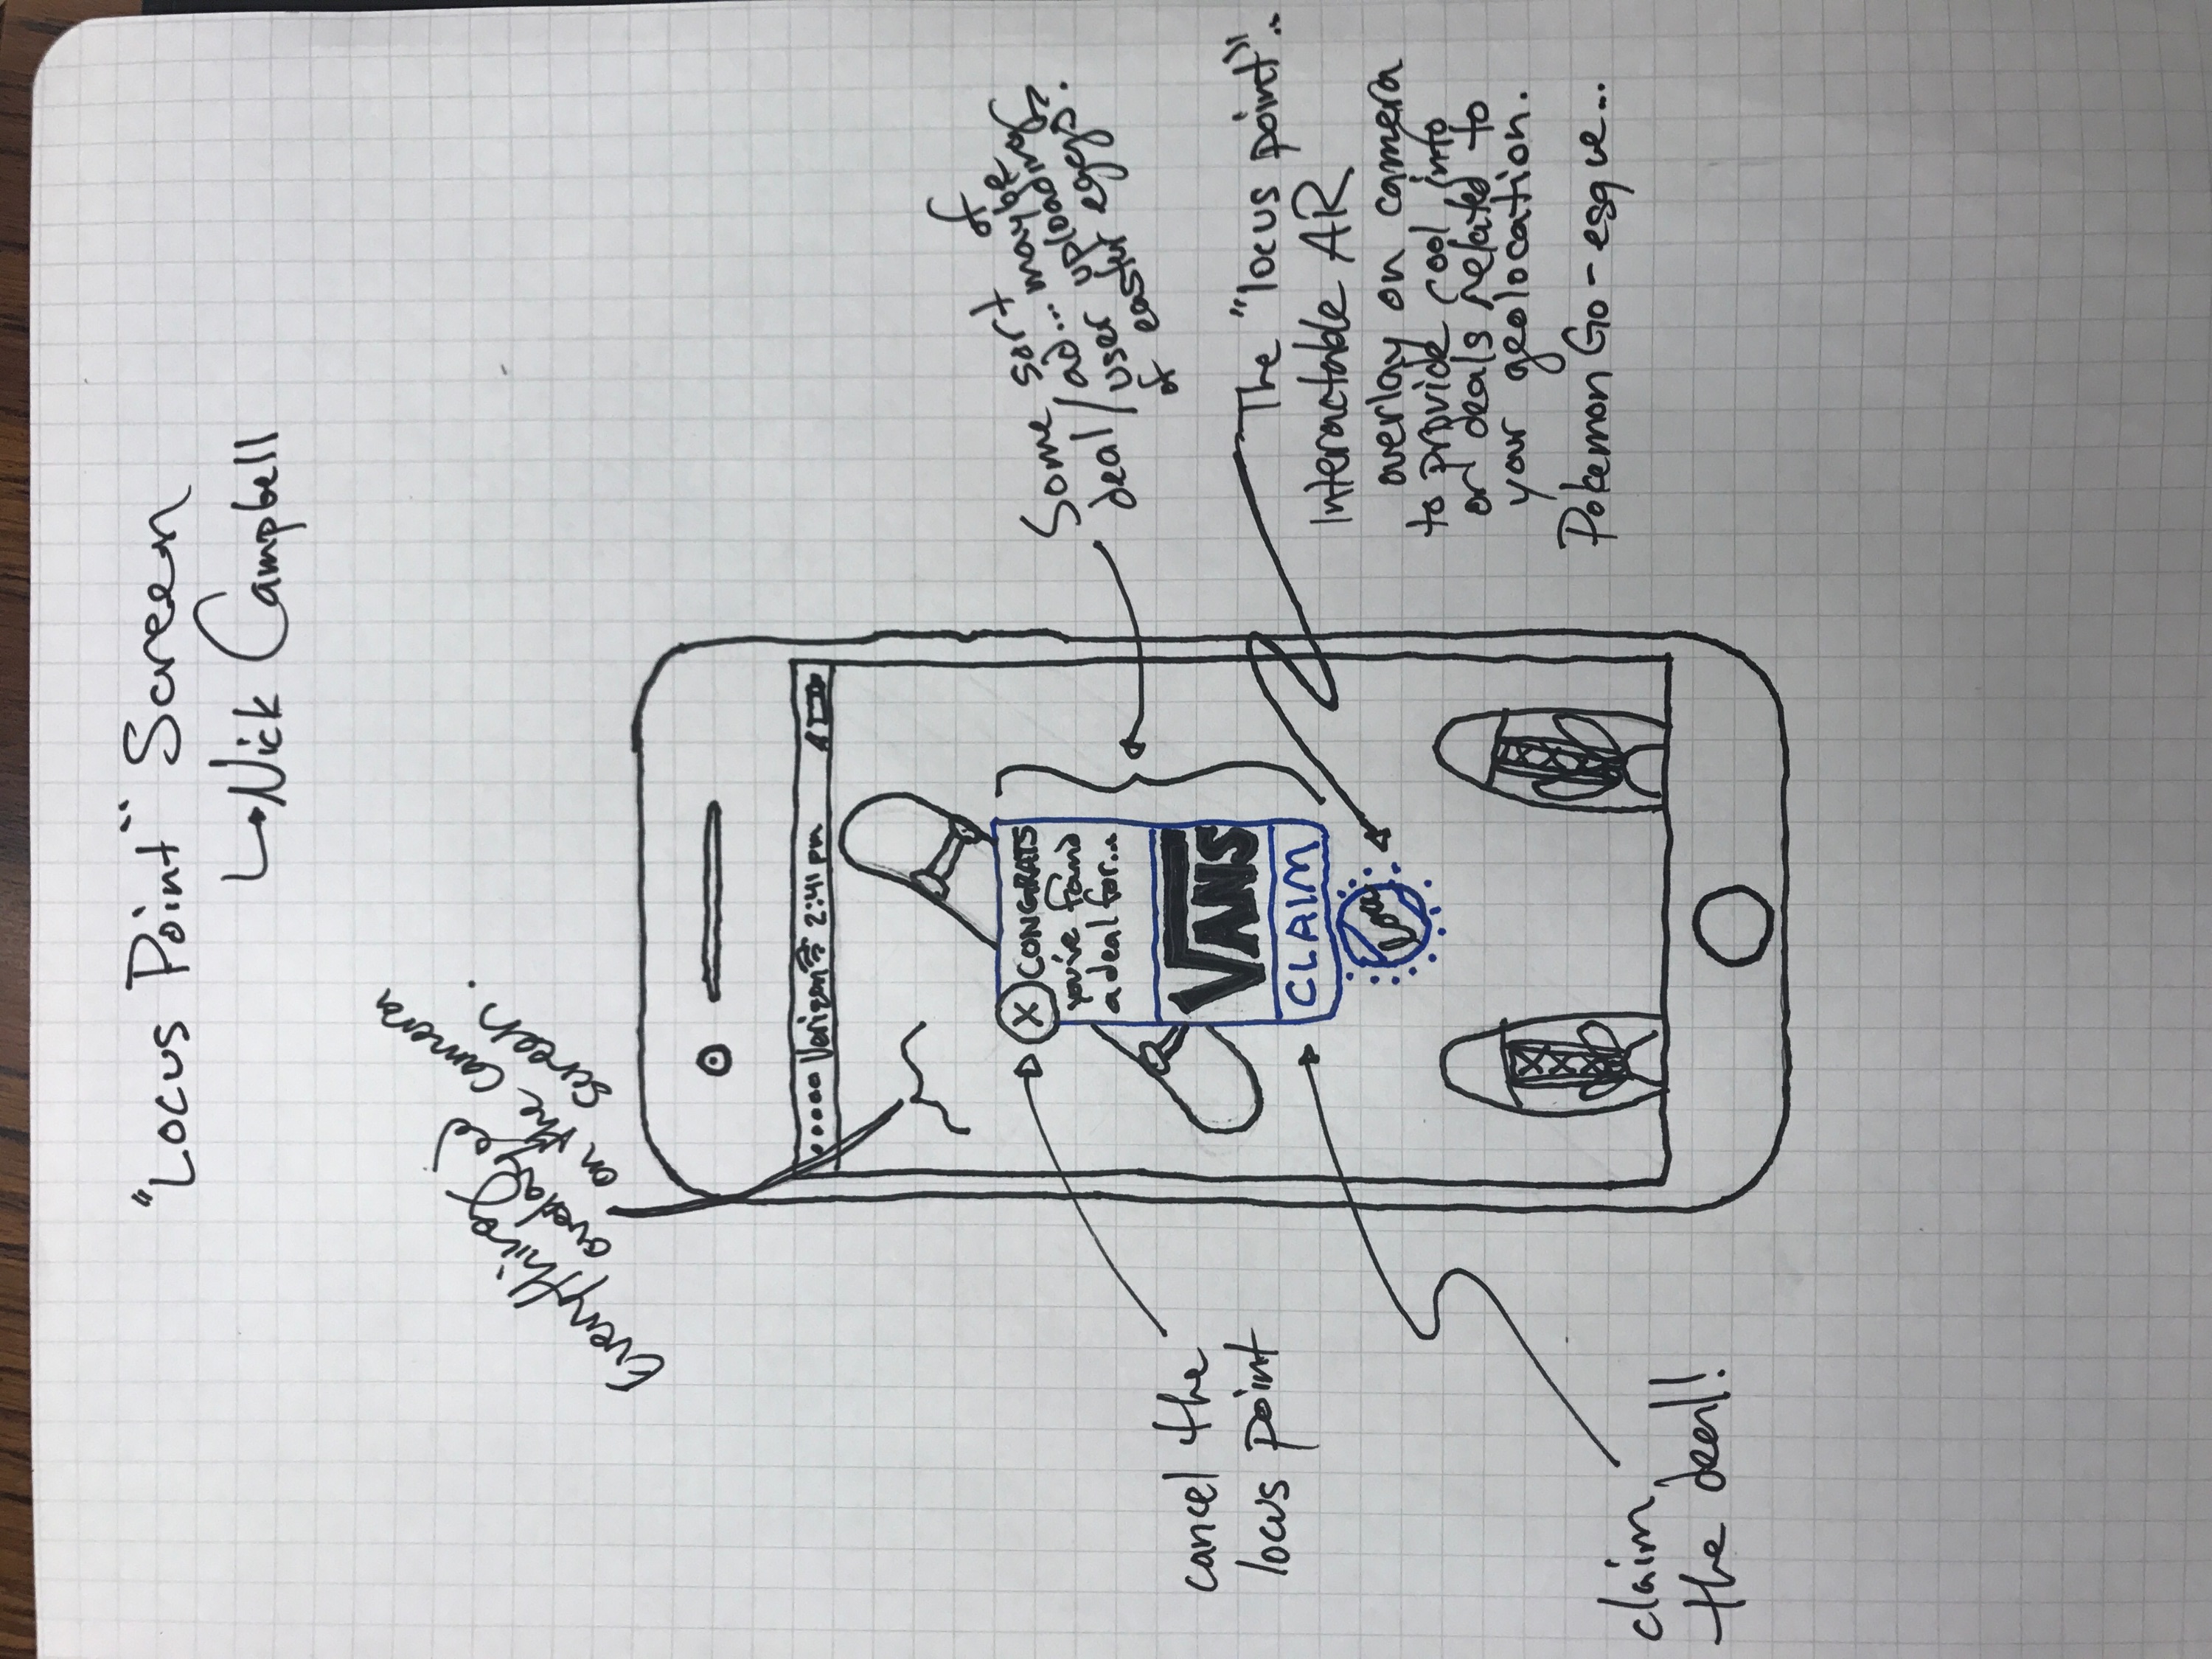 "Locus Point" Screen
Nick Campbell
Everything
overlayed
on the camera
screen.
Verizon 2:41 pm
X CONGRATS
you've found
a deal for...
VANS
CLAIM
cancel the
locus point
claim
the deal!
Some sort of
deal/ad... maybe
user uploading
of easter eggs?
The "locus point"..
Interactable AR
overlay on camera
to provide cool info
or deals related to
your geolocation.
Pokemon Go-esque...